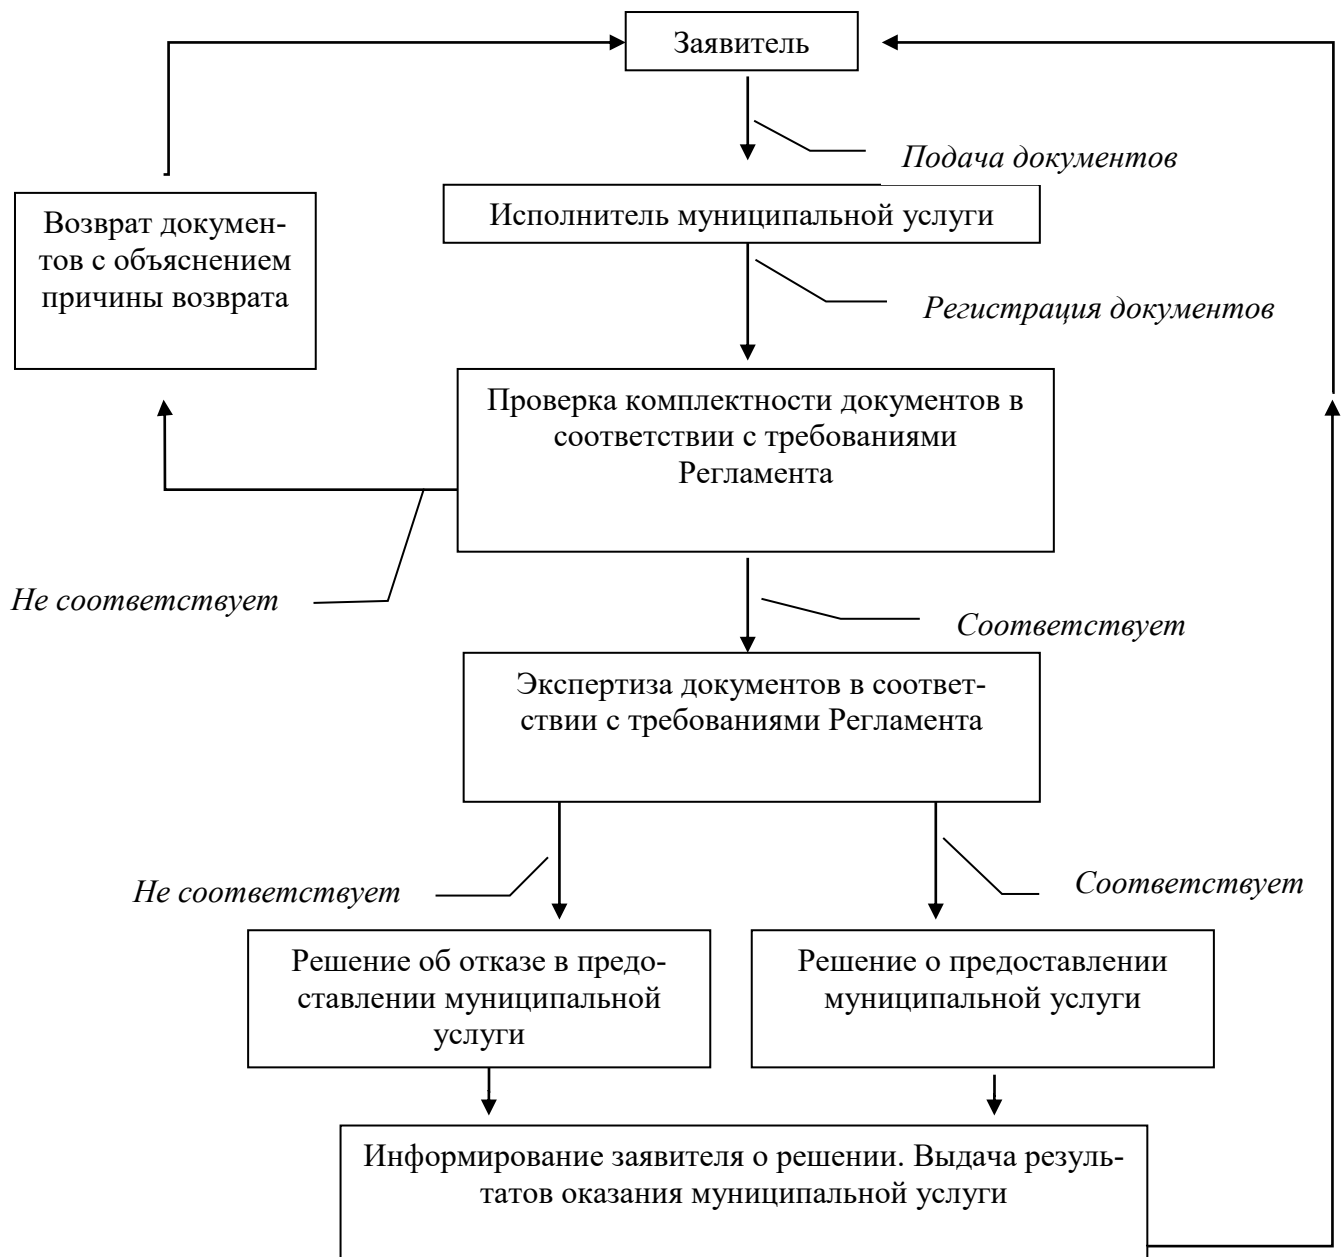 Заявитель
Подача документов
Возврат докумен-
тов с объяснением
причины возврата
Исполнитель муниципальной услуги
Регистрация документов
Проверка комплектности документов в
соответствии с требованиями
Регламента
Не соответствует
Соответствует
Экспертиза документов в соответ-
ствии с требованиями Регламента
Не соответствует
Соответствует
Решение об отказе в предо-
ставлении муниципальной
услуги
Решение о предоставлении
муниципальной услуги
Информирование заявителя о решении. Выдача резуль-
татов оказания муниципальной услуги